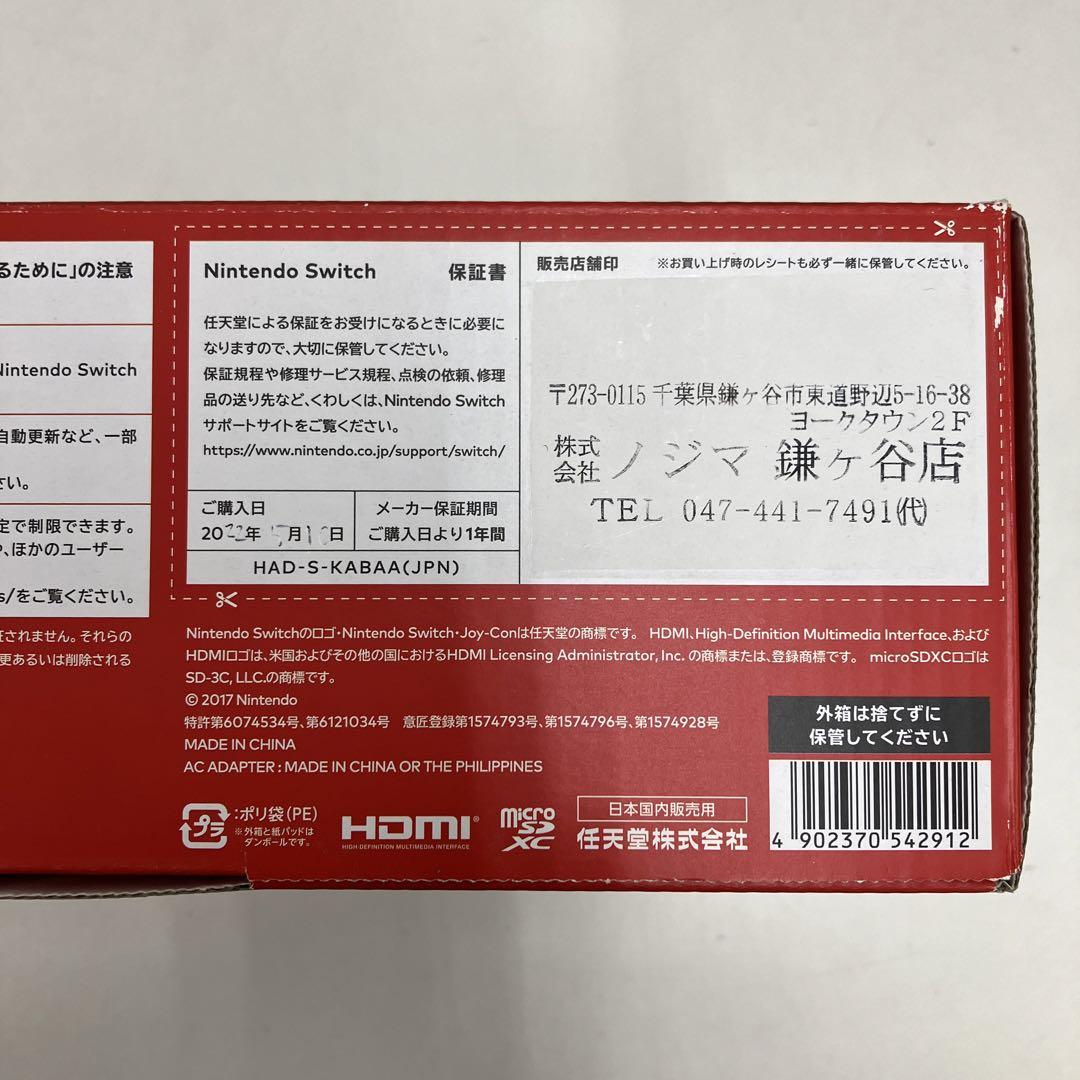 るために」の注意
Nintendo Switch
自動更新など、一部
さい。
定で制限できます。
、ほかのユーザー
s/をご覧ください。
証されません。それらの
更あるいは削除される
Nintendo Switch 保証書
任天堂による保証をお受けになるときに必要に
なりますので、大切に保管してください。
保証規程や修理サービス規程、点検の依頼、修理
品の送り先など、くわしくは、Nintendo Switch
サポートサイトをご覧ください。
https://www.nintendo.co.jp/support/switch/
ご購入日
2022年 月 日
メーカー保証期間
ご購入日より1年間
HAD-S-KABAA(JPN)
販売店舗印 ※お買い上げ時のレシートも必ず一緒に保管してください。
〒273-0115 千葉県鎌ヶ谷市東道野辺5-16-38
ヨークタウン2F
株式会社 ノジマ 鎌ヶ谷店
TEL 047-441-7491(代)
Nintendo Switchのロゴ・Nintendo Switch・Joy-Conは任天堂の商標です。 HDMI、High-Definition Multimedia Interface、および
HDMIロゴは、米国およびその他の国におけるHDMI Licensing Administrator, Inc. の商標または、登録商標です。 microSDXCロゴは
SD-3C, LLC.の商標です。
© 2017 Nintendo
特許第6074534号、第6121034号 意匠登録第1574793号、第1574796号、第1574928号
MADE IN CHINA
AC ADAPTER : MADE IN CHINA OR THE PHILIPPINES
プラ :ポリ袋(PE)
※外箱と紙パッドは
ダンボールです。
HDMI®
HIGH-DEFINITION MULTIMEDIA INTERFACE
micro SD XC
日本国内販売用
任天堂株式会社
外箱は捨てずに
保管してください
4 902370 542912